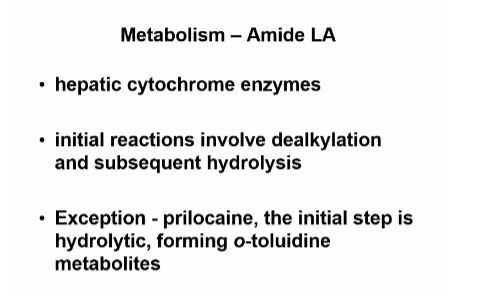 Metabolism – Amide LA
• hepatic cytochrome enzymes
• initial reactions involve dealkylation
and subsequent hydrolysis
• Exception - prilocaine, the initial step is
hydrolytic, forming o-toluidine
metabolites